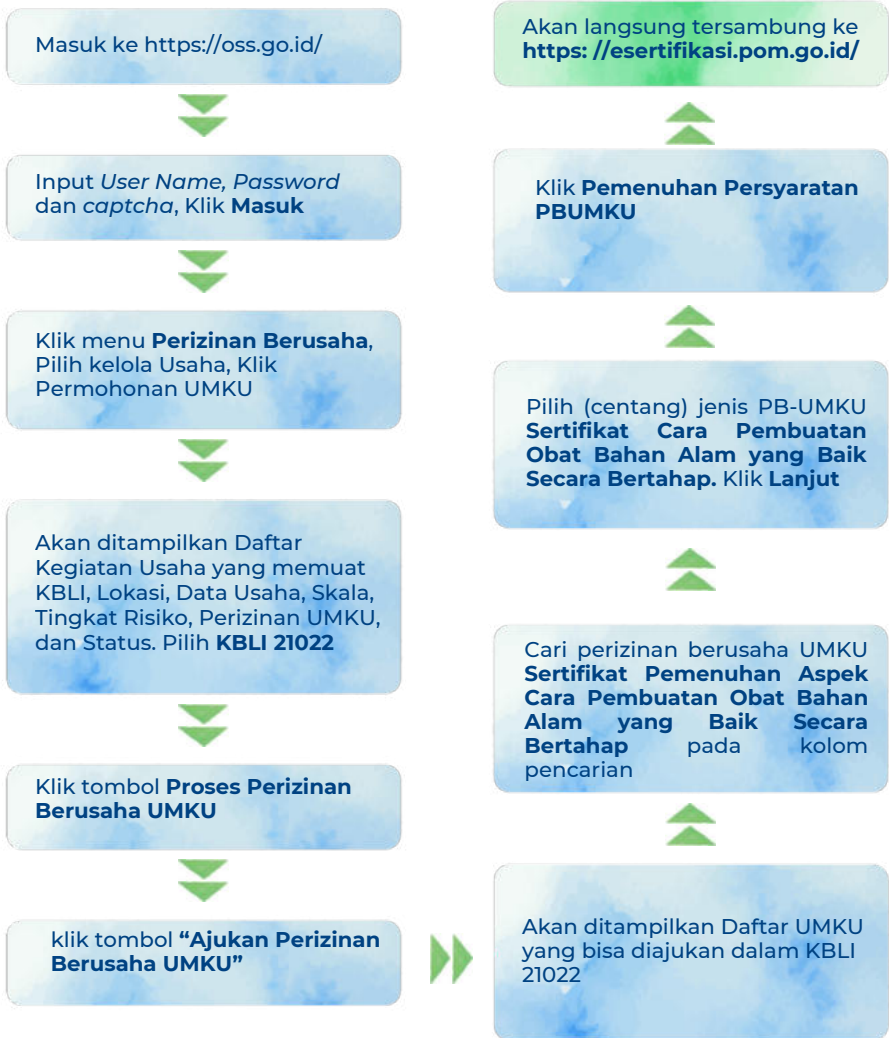 Masuk ke https://oss.go.id/
Input User Name, Password
dan captcha, Klik Masuk
Klik menu Perizinan Berusaha,
Pilih kelola Usaha, Klik
Permohonan UMKU
Akan ditampilkan Daftar
Kegiatan Usaha yang memuat
KBLI, Lokasi, Data Usaha, Skala,
Tingkat Risiko, Perizinan UMKU,
dan Status. Pilih KBLI 21022
Klik tombol Proses Perizinan
Berusaha UMKU
klik tombol “Ajukan Perizinan
Berusaha UMKU”
Akan ditampilkan Daftar UMKU
yang bisa diajukan dalam KBLI
21022
Cari perizinan berusaha UMKU
Sertifikat Pemenuhan Aspek
Cara Pembuatan Obat Bahan
Alam yang Baik Secara
Bertahap pada kolom
pencarian
Pilih (centang) jenis PB-UMKU
Sertifikat Cara Pembuatan
Obat Bahan Alam yang Baik
Secara Bertahap. Klik Lanjut
Klik Pemenuhan Persyaratan
PBUMKU
Akan langsung tersambung ke
https: //esertifikasi.pom.go.id/